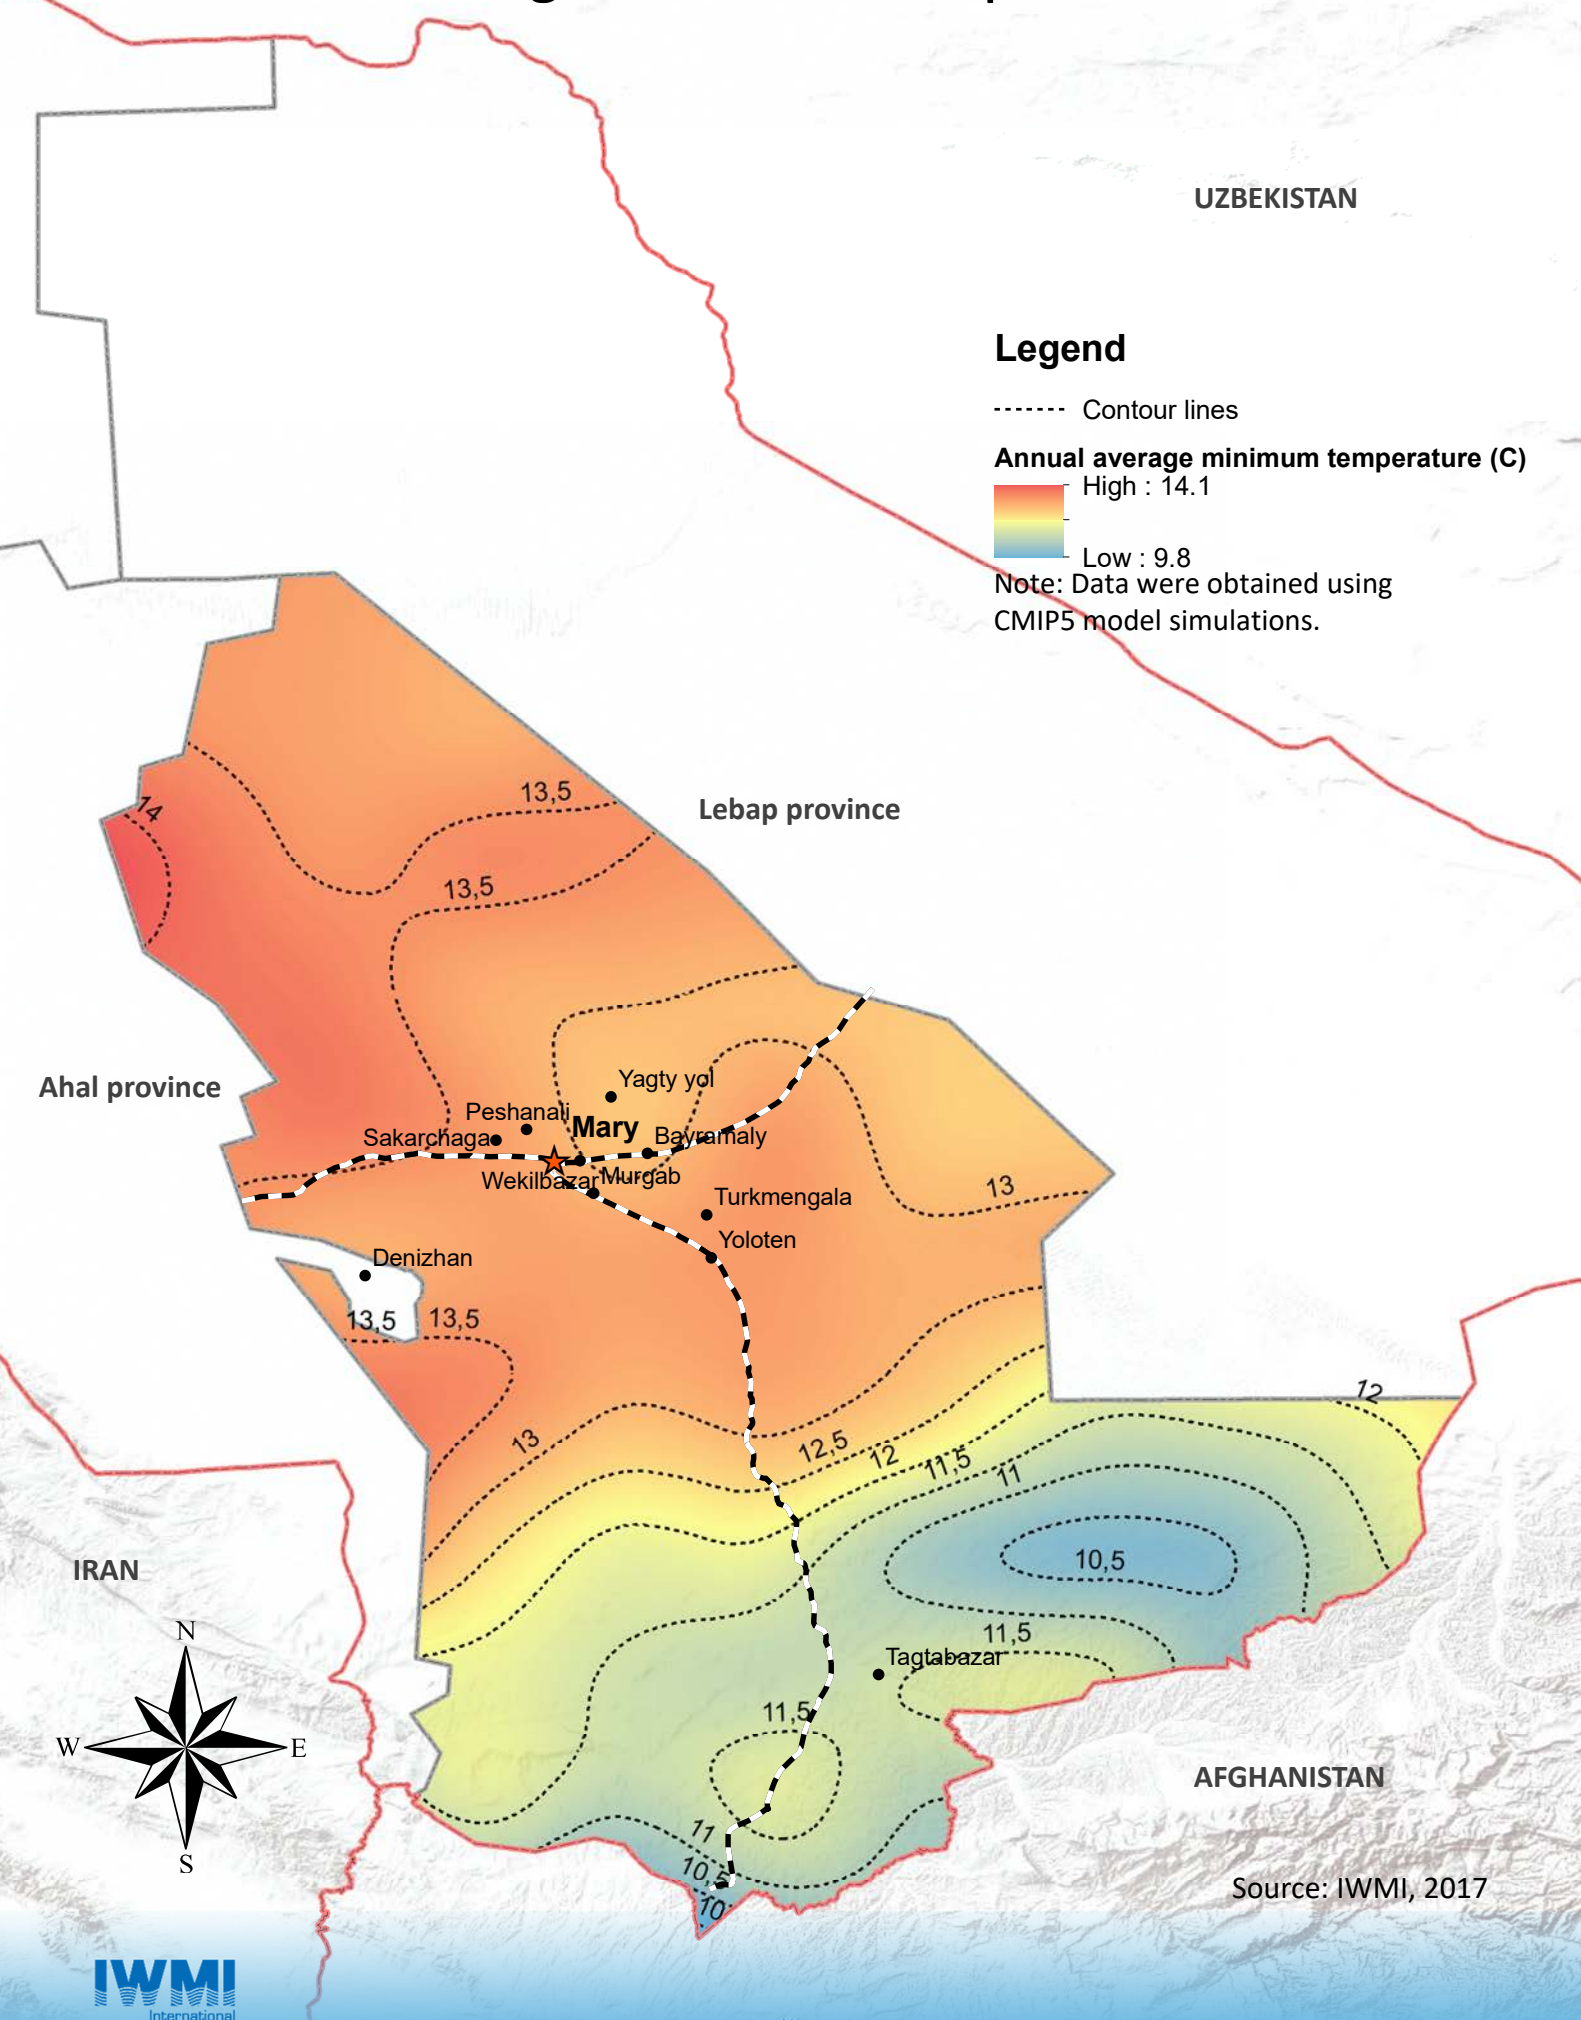 UZBEKISTAN
Legend
Contour lines
Annual average minimum temperature (C)
High : 14.1
Low : 9.8
Note: Data were obtained using
CMIP5 model simulations.
14
13,5
Lebap province
13,5
Ahal province
Yagty yol
Peshanali
Mary
Sakarchaga
Bayramaly
Wekilbazar
Murgab
13
Turkmengala
Yoloten
Denizhan
13,5
13,5
12
13
12,5
12
11,5
11
IRAN
10,5
N
11,5
Tagtabazar
11,5
W
E
AFGHANISTAN
11
S
10,5
10
Source: IWMI, 2017
IWMI
International